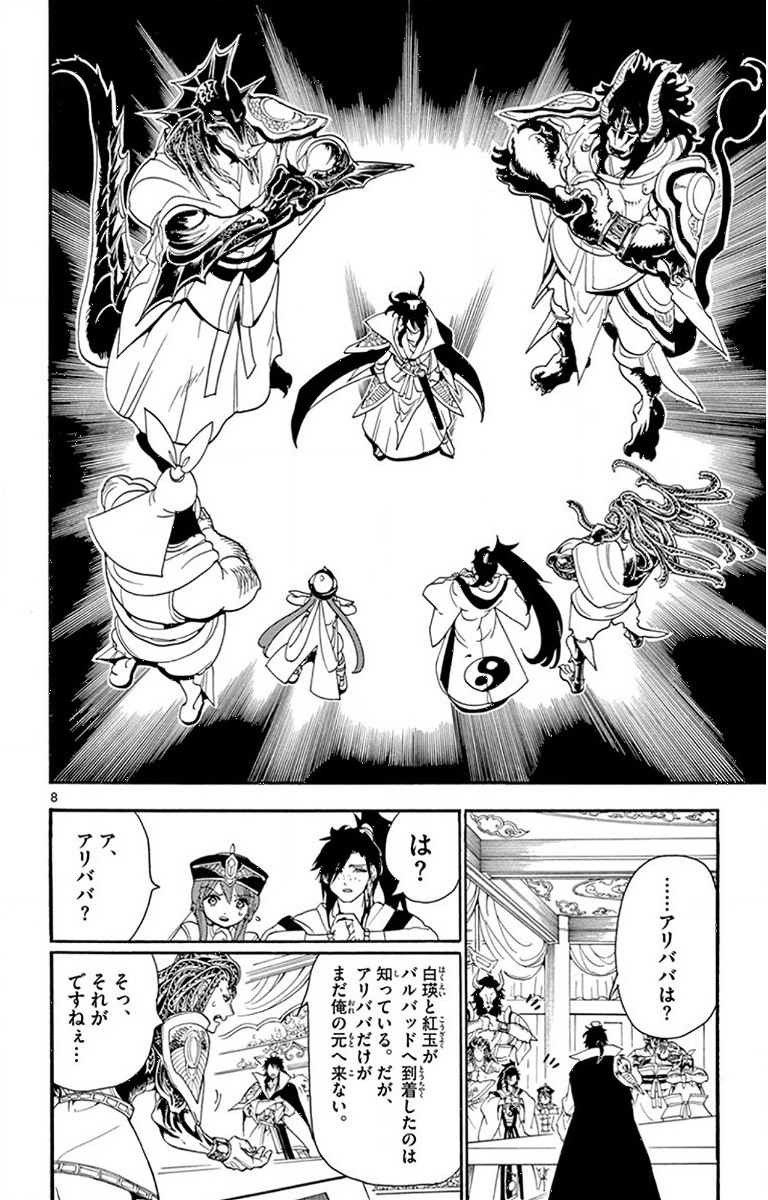 8
……アリババは？
は？
ア、
アリババ？
白瑛と紅玉が
バルバッドへ到着したのは
知っている。だが、
アリババだけが
まだ俺の元へ来ない。
そっ、
それが
ですねぇ…